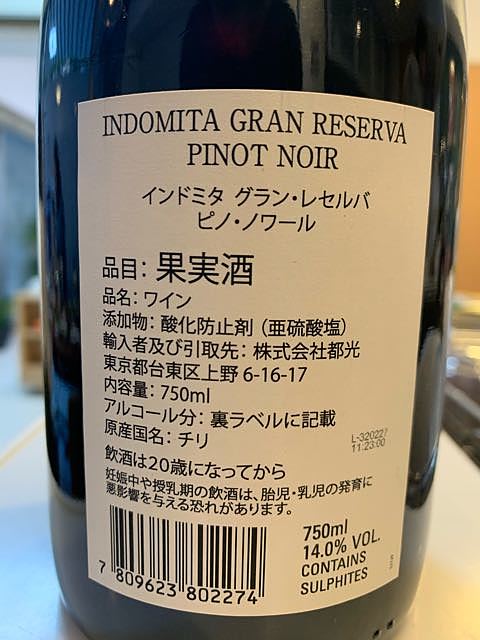 INDOMITA GRAN RESERVA
PINOT NOIR
インドミタ グラン・レセルバ
ピノ・ノワール
品目: 果実酒
品名: ワイン
添加物: 酸化防止剤 (亜硫酸塩)
輸入者及び引取先: 株式会社都光
東京都台東区上野 6-16-17
内容量: 750ml
アルコール分: 裏ラベルに記載
原産国名: チリ
L-320227
11:23:00
飲酒は20歳になってから
妊娠中や授乳期の飲酒は、胎児・乳児の発育に
悪影響を与える恐れがあります。
750ml
14.0% VOL.
CONTAINS
SULPHITES
7 809623 802274